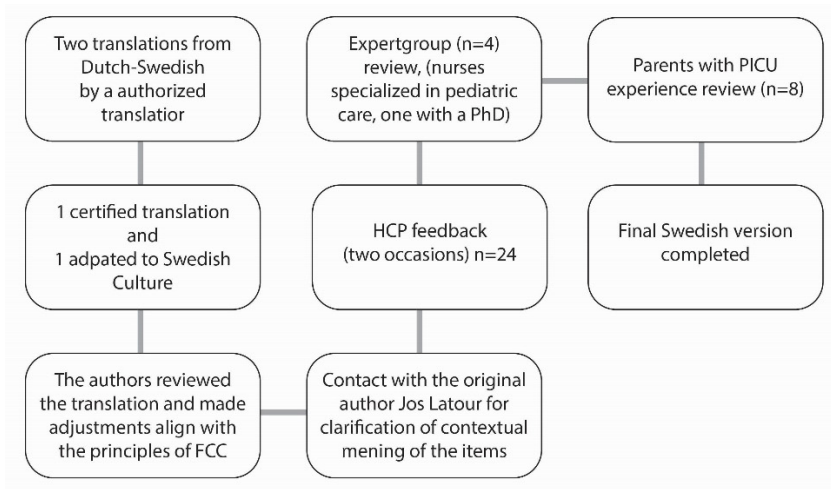 Two translations from
Dutch-Swedish
by a authorized
translatior
1 certified translation
and
1 adpated to Swedish
Culture
The authors reviewed
the translation and made
adjustments align with
the principles of FCC
Contact with the original
author Jos Latour for
clarification of contextual
mening of the items
HCP feedback
(two occasions) n=24
Expertgroup (n=4)
review, (nurses
specialized in pediatric
care, one with a PhD)
Parents with PICU
experience review (n=8)
Final Swedish version
completed